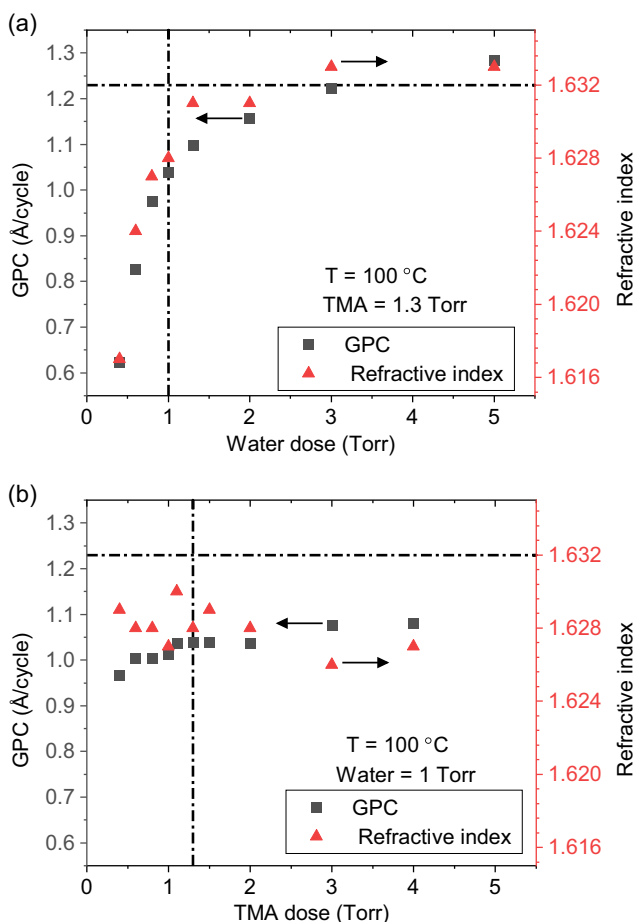 (a)
1.3
1.2
1.1
1.0
0.9
0.8
0.7
0.6
GPC (Å/cycle)
1.632
1.628
1.624
1.620
1.616
Refractive index
T = 100 °C
TMA = 1.3 Torr
GPC
Refractive index
0 1 2 3 4 5
Water dose (Torr)
(b)
1.3
1.2
1.1
1.0
0.9
0.8
0.7
0.6
GPC (Å/cycle)
1.632
1.628
1.624
1.620
1.616
Refractive index
T = 100 °C
Water = 1 Torr
GPC
Refractive index
0 1 2 3 4 5
TMA dose (Torr)